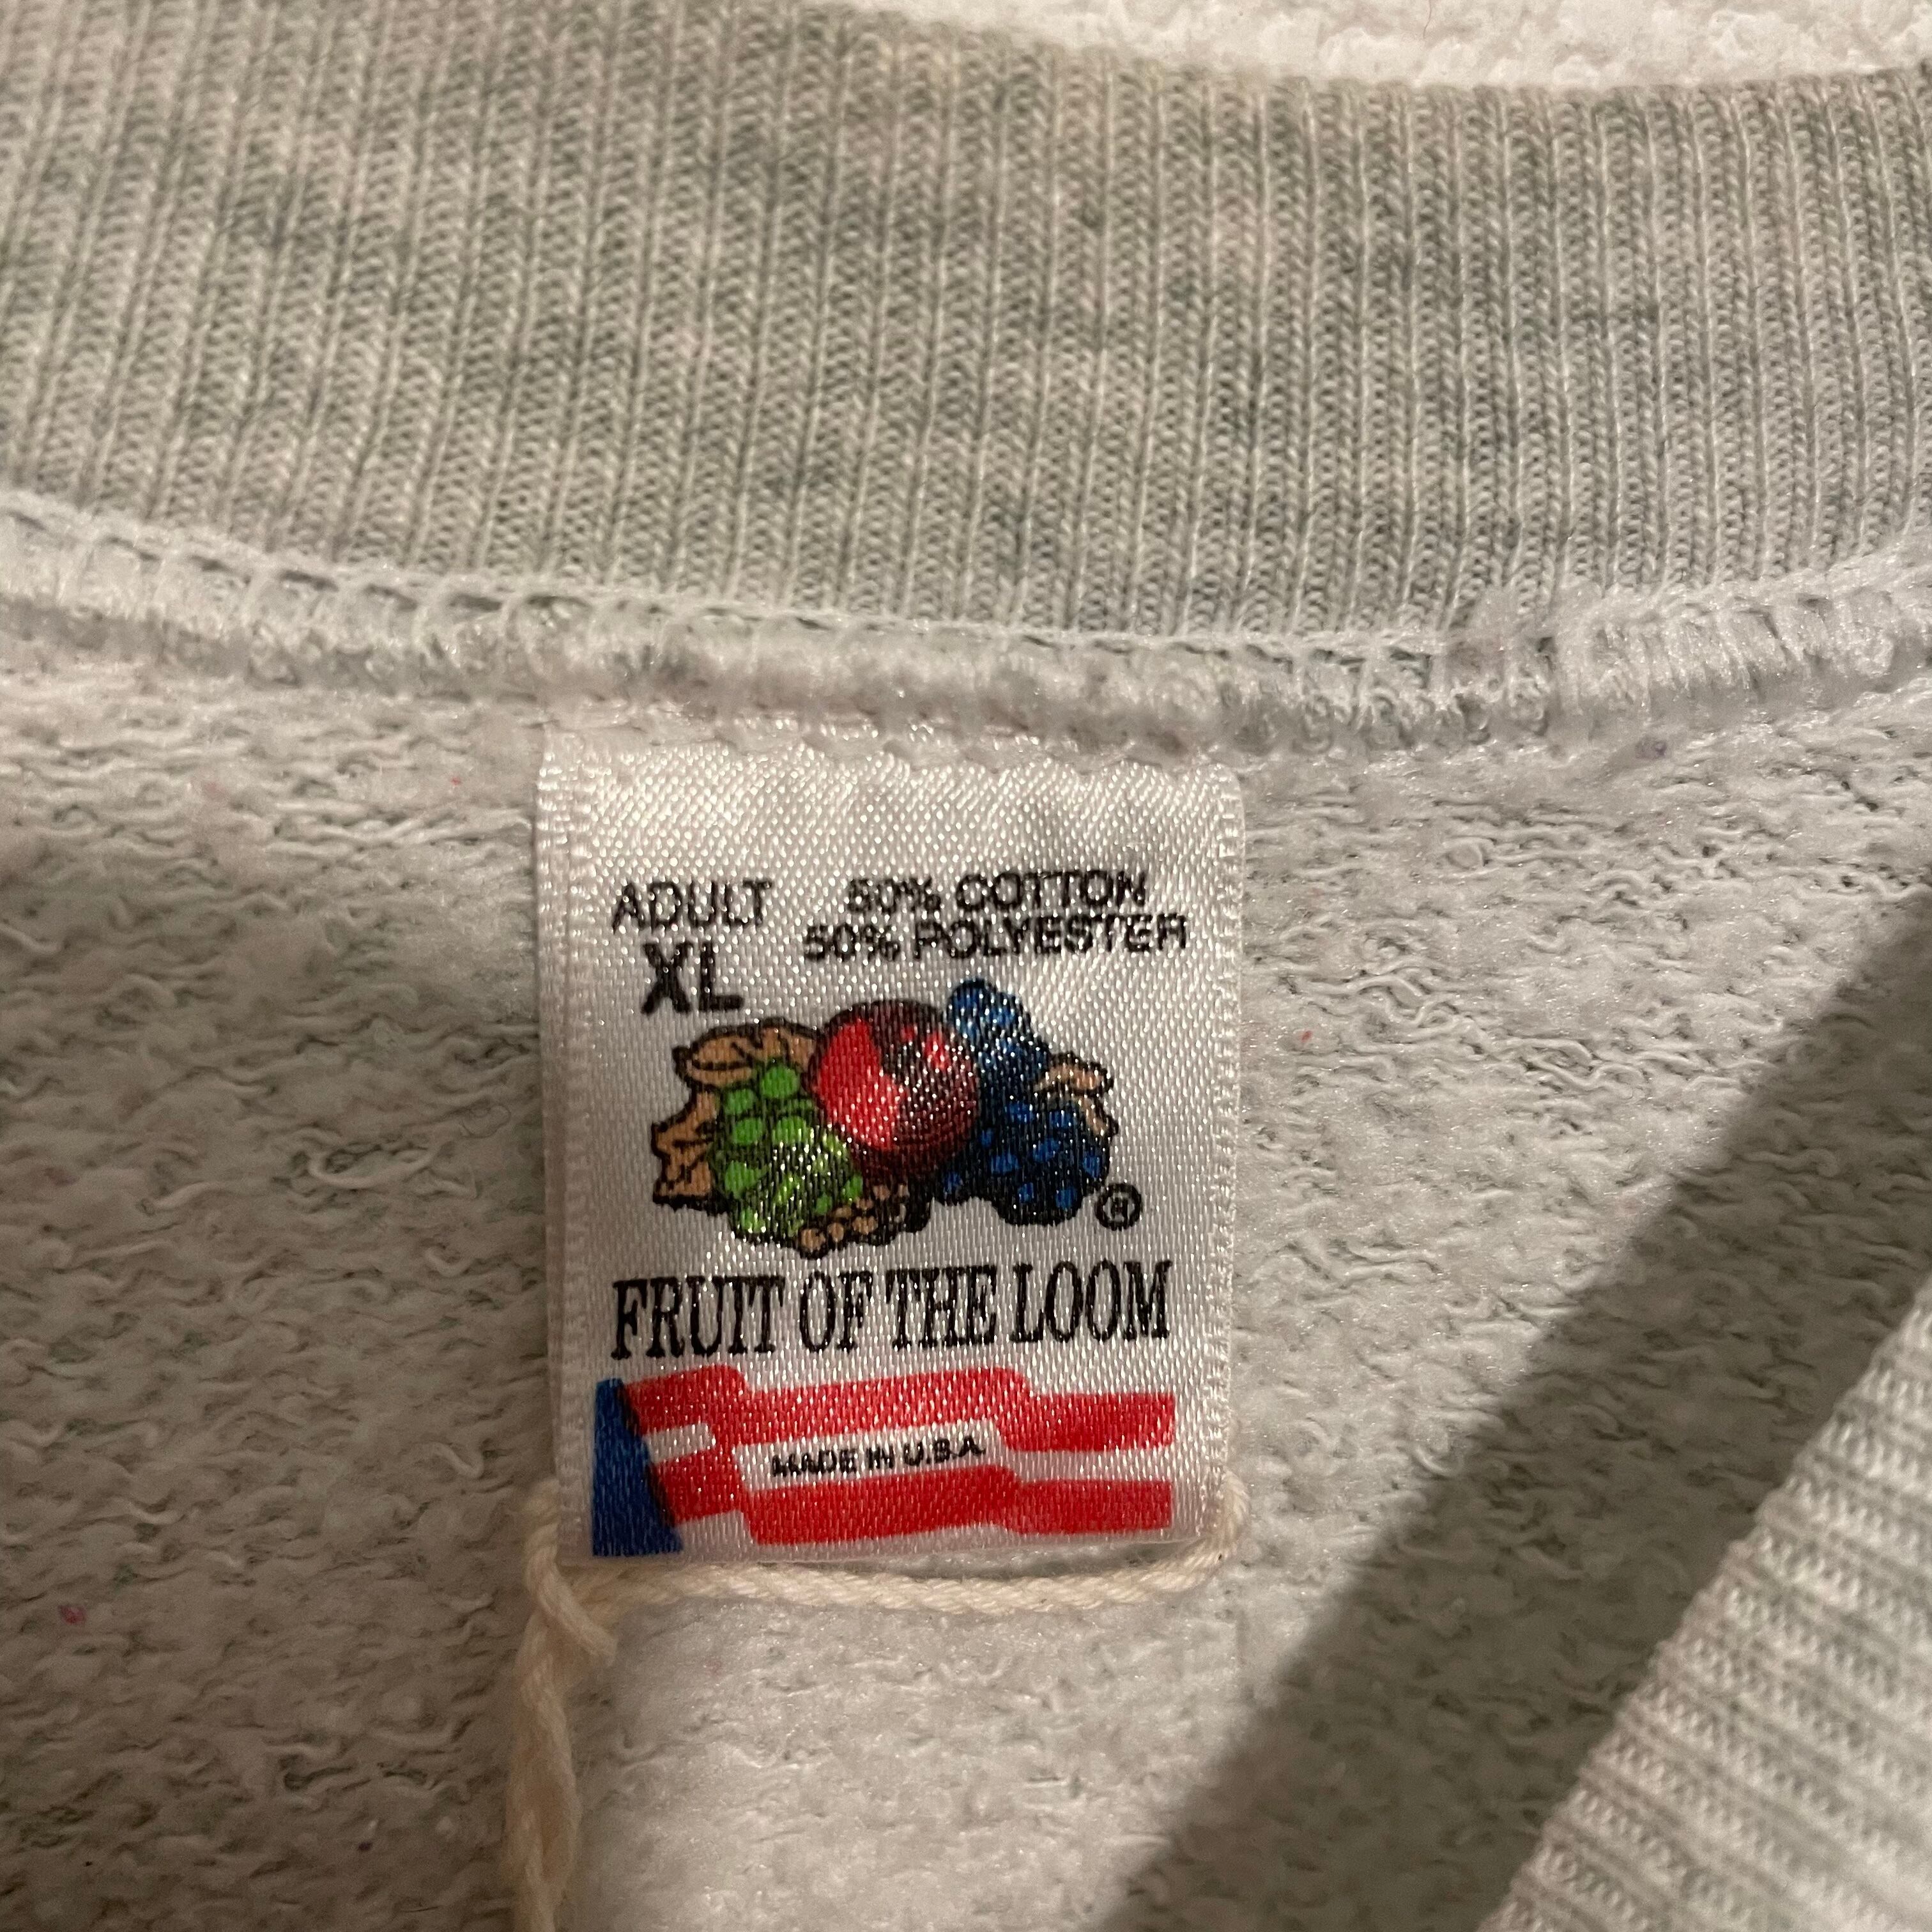 ADULT
XL
50% COTTON
50% POLYESTER
®
FRUIT OF THE LOOM
MADE IN U.S.A.